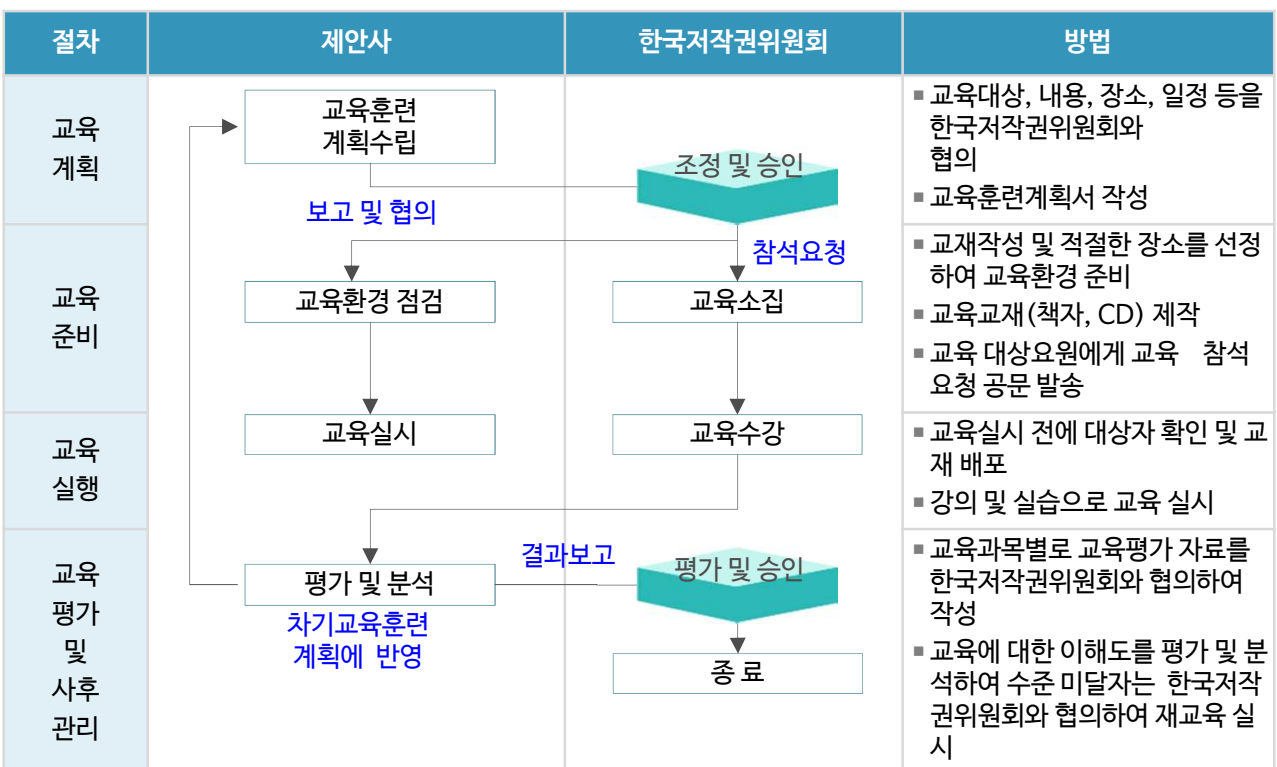 절차
제안사
한국저작권위원회
방법
교육
계획
교육훈련
계획수립
조정 및 승인
보고 및 협의
■ 교육대상, 내용, 장소, 일정 등을
한국저작권위원회와
협의
■ 교육훈련계획서 작성
교육
준비
참석요청
교육환경 점검
교육소집
■ 교재작성 및 적절한 장소를 선정
하여 교육환경 준비
■ 교육교재(책자, CD) 제작
■ 교육 대상요원에게 교육 참석
요청 공문 발송
교육
실행
교육실시
교육수강
■ 교육실시 전에 대상자 확인 및 교
재 배포
■ 강의 및 실습으로 교육 실시
교육
평가
및
사후
관리
결과보고
평가 및 분석
평가 및 승인
차기교육훈련
계획에 반영
종 료
■ 교육과목별로 교육평가 자료를
한국저작권위원회와 협의하여
작성
■ 교육에 대한 이해도를 평가 및 분
석하여 수준 미달자는 한국저작
권위원회와 협의하여 재교육 실
시